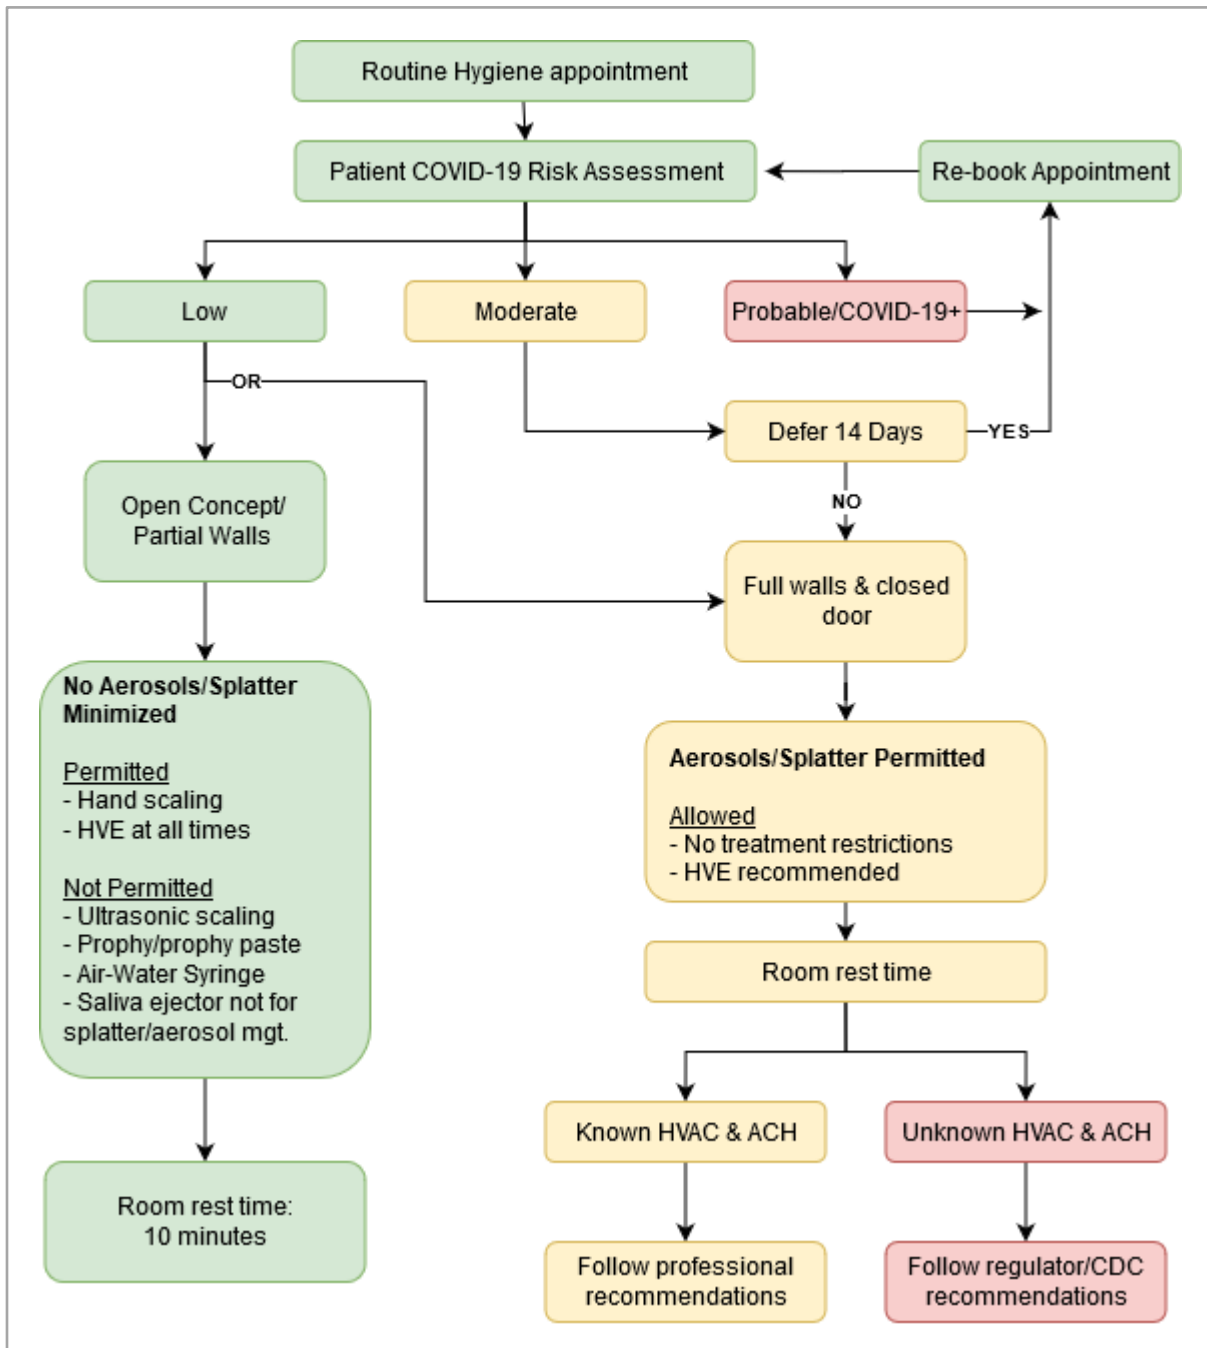 Routine Hygiene appointment
Patient COVID-19 Risk Assessment
Re-book Appointment
Low
Moderate
Probable/COVID-19+
OR
Defer 14 Days
YES
NO
Open Concept/
Partial Walls
Full walls & closed
door
No Aerosols/Splatter
Minimized
Permitted
- Hand scaling
- HVE at all times
Not Permitted
- Ultrasonic scaling
- Prophy/prophy paste
- Air-Water Syringe
- Saliva ejector not for
splatter/aerosol mgt.
Aerosols/Splatter Permitted
Allowed
- No treatment restrictions
- HVE recommended
Room rest time
Known HVAC & ACH
Unknown HVAC & ACH
Room rest time:
10 minutes
Follow professional
recommendations
Follow regulator/CDC
recommendations